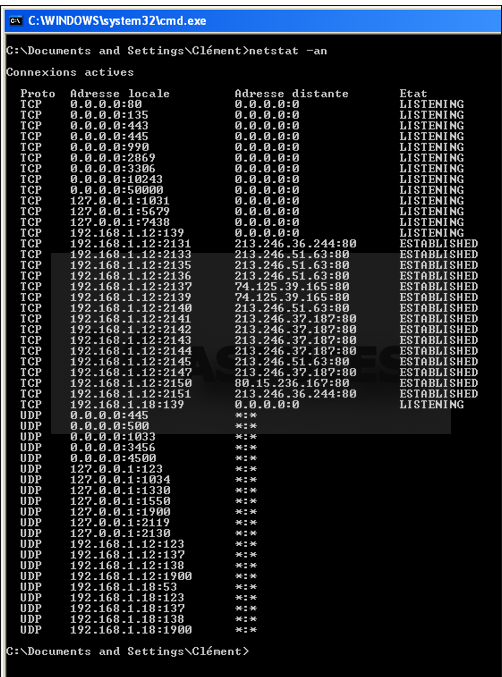 C:\WINDOWS\system32\cmd.exe
C:\Documents and Settings\Clément>netstat -an
Connexions actives
Proto Adresse locale Adresse distante Etat
TCP 0.0.0.0:80 0.0.0.0:0 LISTENING
TCP 0.0.0.0:135 0.0.0.0:0 LISTENING
TCP 0.0.0.0:443 0.0.0.0:0 LISTENING
TCP 0.0.0.0:445 0.0.0.0:0 LISTENING
TCP 0.0.0.0:990 0.0.0.0:0 LISTENING
TCP 0.0.0.0:2869 0.0.0.0:0 LISTENING
TCP 0.0.0.0:3306 0.0.0.0:0 LISTENING
TCP 0.0.0.0:10243 0.0.0.0:0 LISTENING
TCP 0.0.0.0:50000 0.0.0.0:0 LISTENING
TCP 127.0.0.1:1031 0.0.0.0:0 LISTENING
TCP 127.0.0.1:5679 0.0.0.0:0 LISTENING
TCP 127.0.0.1:7438 0.0.0.0:0 LISTENING
TCP 192.168.1.12:139 0.0.0.0:0 LISTENING
TCP 192.168.1.12:2131 213.246.36.244:80 ESTABLISHED
TCP 192.168.1.12:2133 213.246.51.63:80 ESTABLISHED
TCP 192.168.1.12:2135 213.246.51.63:80 ESTABLISHED
TCP 192.168.1.12:2136 213.246.51.63:80 ESTABLISHED
TCP 192.168.1.12:2137 74.125.39.165:80 ESTABLISHED
TCP 192.168.1.12:2139 74.125.39.165:80 ESTABLISHED
TCP 192.168.1.12:2140 213.246.51.63:80 ESTABLISHED
TCP 192.168.1.12:2141 213.246.37.187:80 ESTABLISHED
TCP 192.168.1.12:2142 213.246.37.187:80 ESTABLISHED
TCP 192.168.1.12:2143 213.246.37.187:80 ESTABLISHED
TCP 192.168.1.12:2144 213.246.37.187:80 ESTABLISHED
TCP 192.168.1.12:2145 213.246.51.63:80 ESTABLISHED
TCP 192.168.1.12:2147 213.246.37.187:80 ESTABLISHED
TCP 192.168.1.12:2150 80.15.236.167:80 ESTABLISHED
TCP 192.168.1.12:2151 213.246.36.244:80 ESTABLISHED
TCP 192.168.1.18:139 0.0.0.0:0 LISTENING
UDP 0.0.0.0:445 *:*
UDP 0.0.0.0:500 *:*
UDP 0.0.0.0:1033 *:*
UDP 0.0.0.0:3456 *:*
UDP 0.0.0.0:4500 *:*
UDP 127.0.0.1:123 *:*
UDP 127.0.0.1:1034 *:*
UDP 127.0.0.1:1330 *:*
UDP 127.0.0.1:1550 *:*
UDP 127.0.0.1:1900 *:*
UDP 127.0.0.1:2119 *:*
UDP 127.0.0.1:2130 *:*
UDP 192.168.1.12:123 *:*
UDP 192.168.1.12:137 *:*
UDP 192.168.1.12:138 *:*
UDP 192.168.1.12:1900 *:*
UDP 192.168.1.18:53 *:*
UDP 192.168.1.18:123 *:*
UDP 192.168.1.18:137 *:*
UDP 192.168.1.18:138 *:*
UDP 192.168.1.18:1900 *:*
C:\Documents and Settings\Clément>